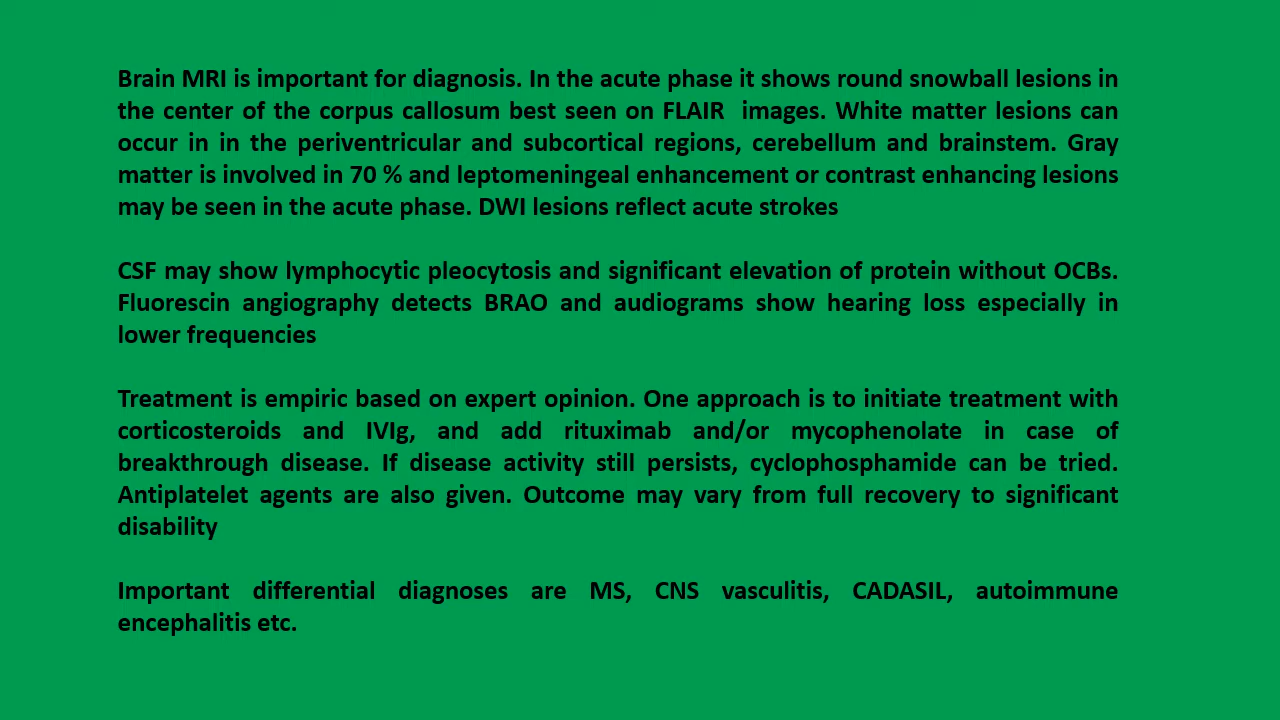 Brain MRI is important for diagnosis. In the acute phase it shows round snowball lesions in
the center of the corpus callosum best seen on FLAIR  images. White matter lesions can
occur in in the periventricular and subcortical regions, cerebellum and brainstem. Gray
matter is involved in 70 % and leptomeningeal enhancement or contrast enhancing lesions
may be seen in the acute phase. DWI lesions reflect acute strokes
CSF may show lymphocytic pleocytosis and significant elevation of protein without OCBs.
Fluorescin angiography detects BRAO and audiograms show hearing loss especially in
lower frequencies
Treatment is empiric based on expert opinion. One approach is to initiate treatment with
corticosteroids and IVIg, and add rituximab and/or mycophenolate in case of
breakthrough disease. If disease activity still persists, cyclophosphamide can be tried.
Antiplatelet agents are also given. Outcome may vary from full recovery to significant
disability
Important differential diagnoses are MS, CNS vasculitis, CADASIL, autoimmune
encephalitis etc.